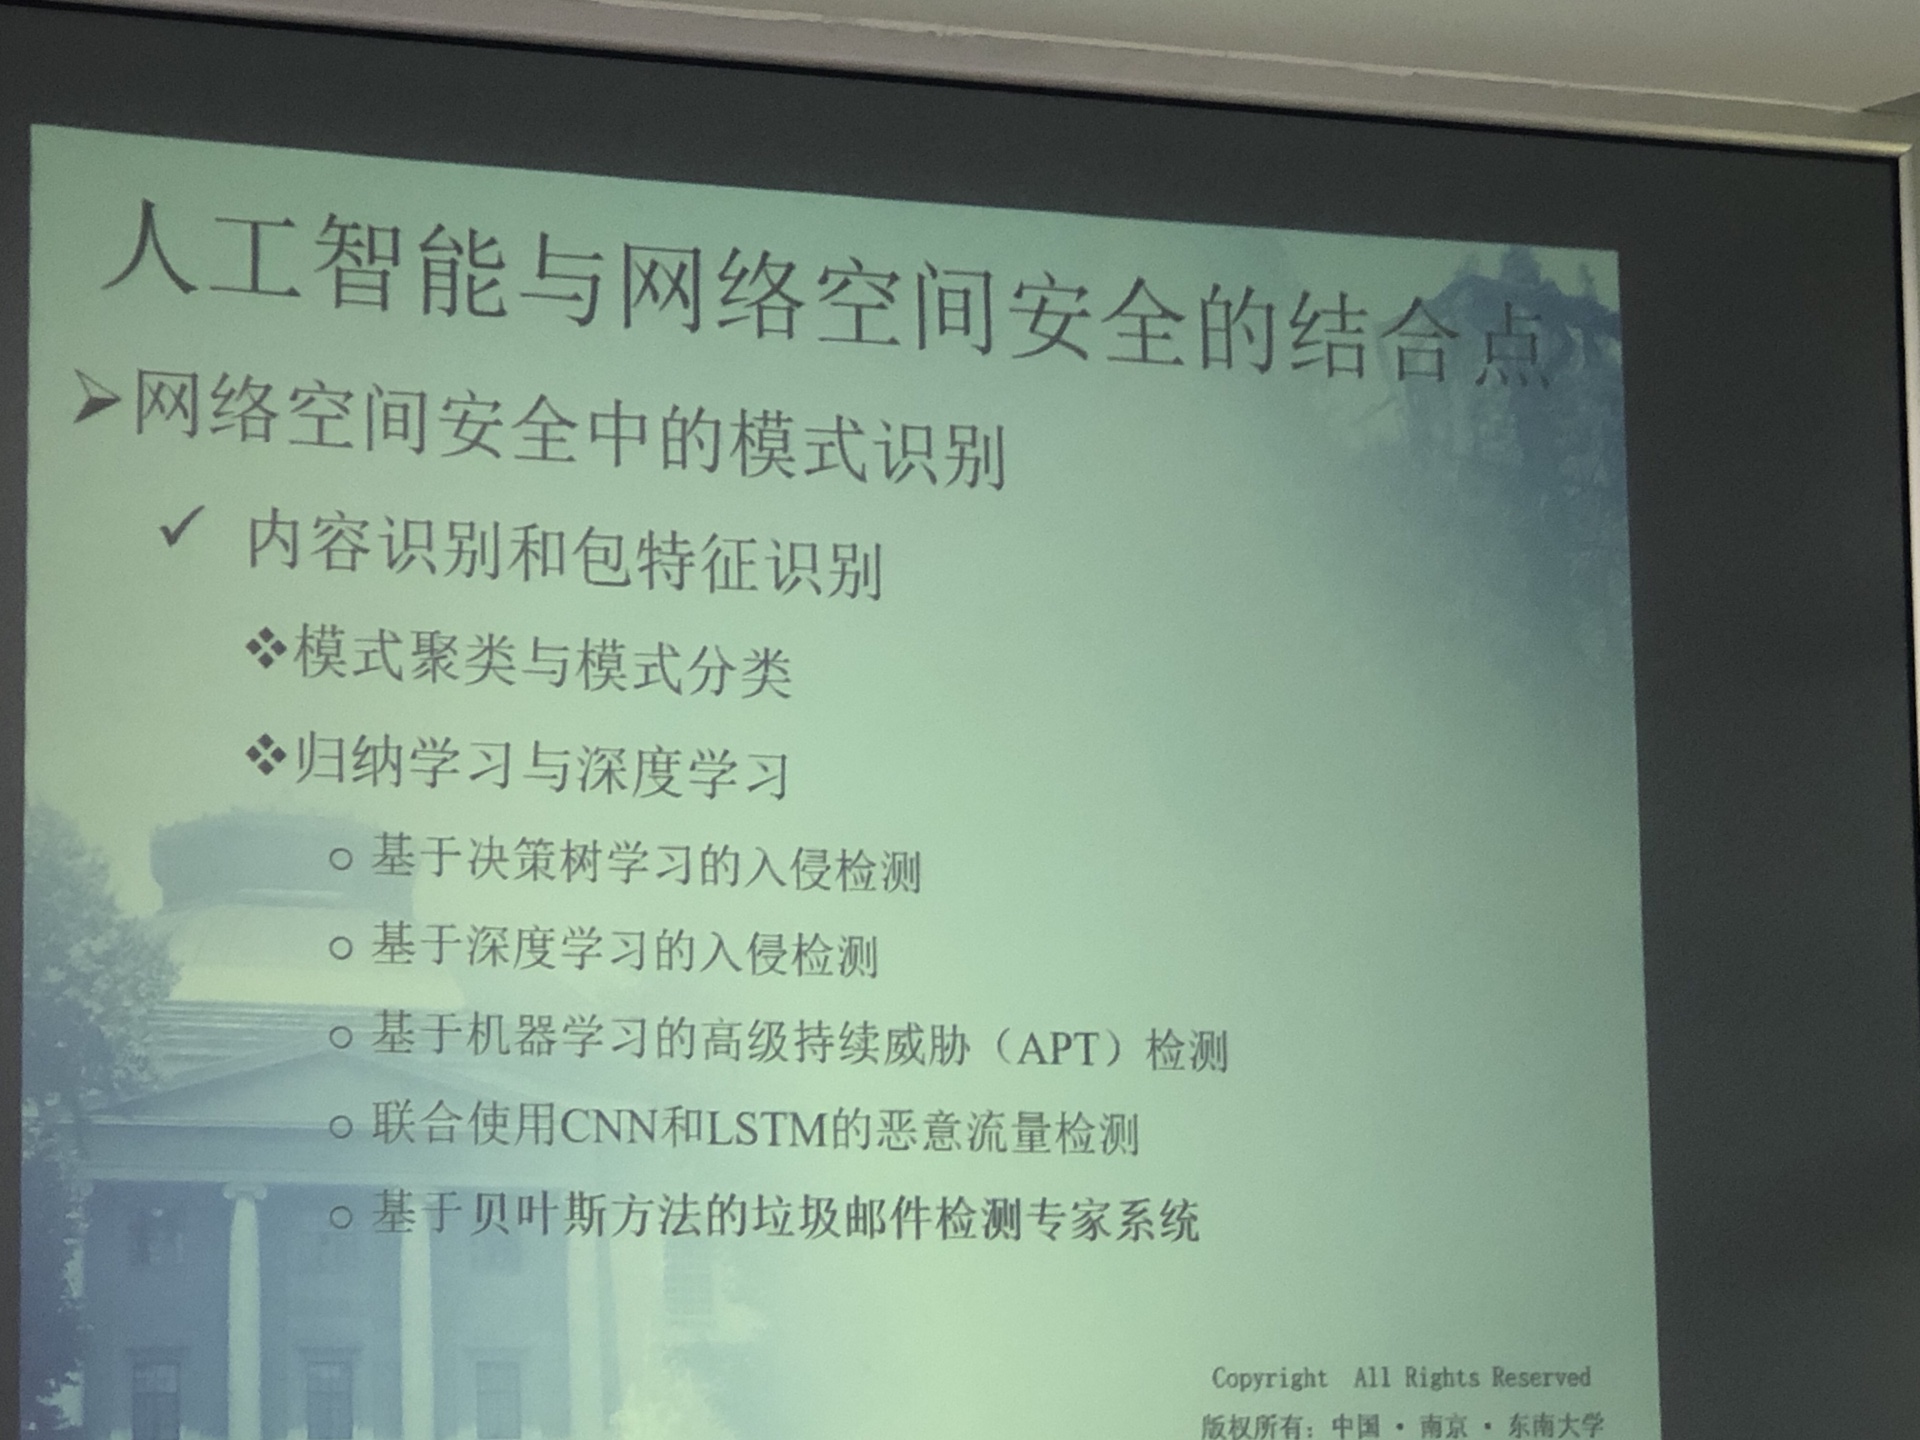 人工智能与网络空间安全的结合点
➢网络空间安全中的模式识别
✓ 内容识别和包特征识别
❖模式聚类与模式分类
❖归纳学习与深度学习
○ 基于决策树学习的入侵检测
○ 基于深度学习的入侵检测
○ 基于机器学习的高级持续威胁（APT）检测
○ 联合使用CNN和LSTM的恶意流量检测
○ 基于贝叶斯方法的垃圾邮件检测专家系统
Copyright All Rights Reserved
版权所有：中国·南京·东南大学